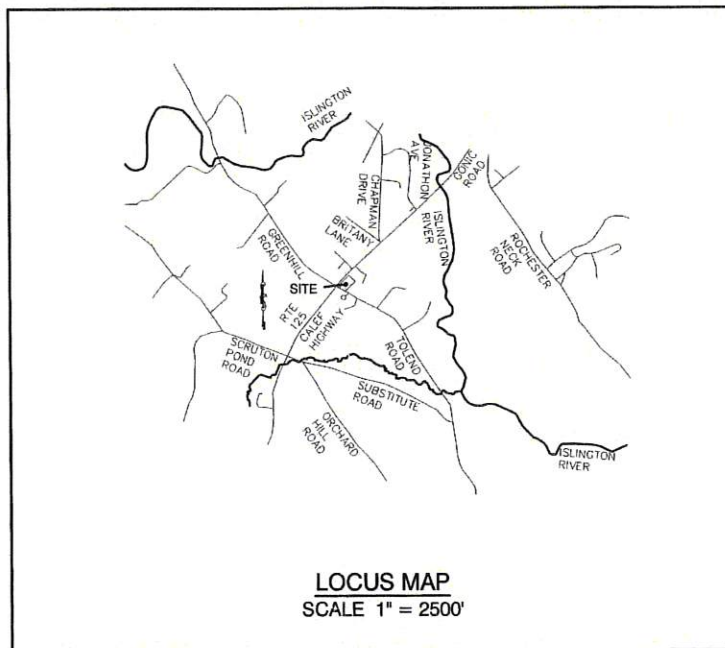 ISLINGTON
RIVER
CHAPMAN
DRIVE
JONATHON
AVE
GONIC
ROAD
ISLINGTON
RIVER
BRITANY
LANE
GREENHILL
ROAD
ROCHESTER
NECK
ROAD
SITE
RTE
125
CALEF
HIGHWAY
TOLEND
ROAD
SCRUTON
POND
ROAD
SUBSTITUTE
ROAD
ORCHARD
HILL
ROAD
ISLINGTON
RIVER
LOCUS MAP
SCALE 1" = 2500'